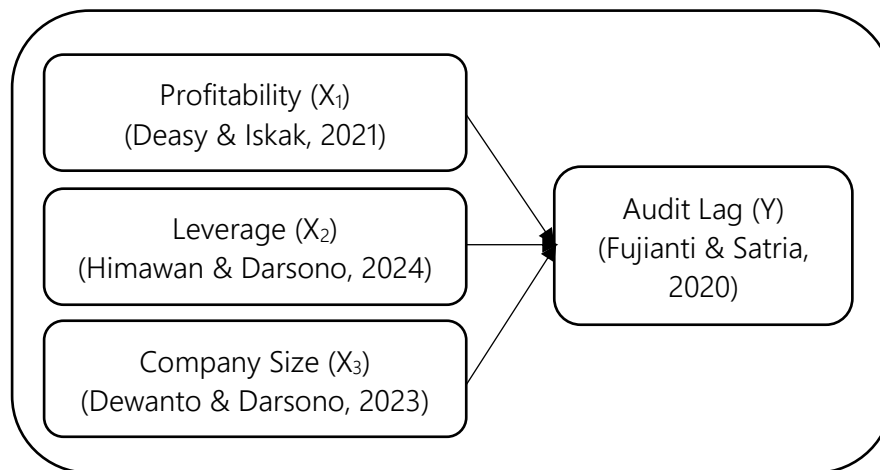 Profitability (X₁)
(Deasy & Iskak, 2021)
Leverage (X₂)
(Himawan & Darsono, 2024)
Company Size (X₃)
(Dewanto & Darsono, 2023)
Audit Lag (Y)
(Fujianti & Satria,
2020)